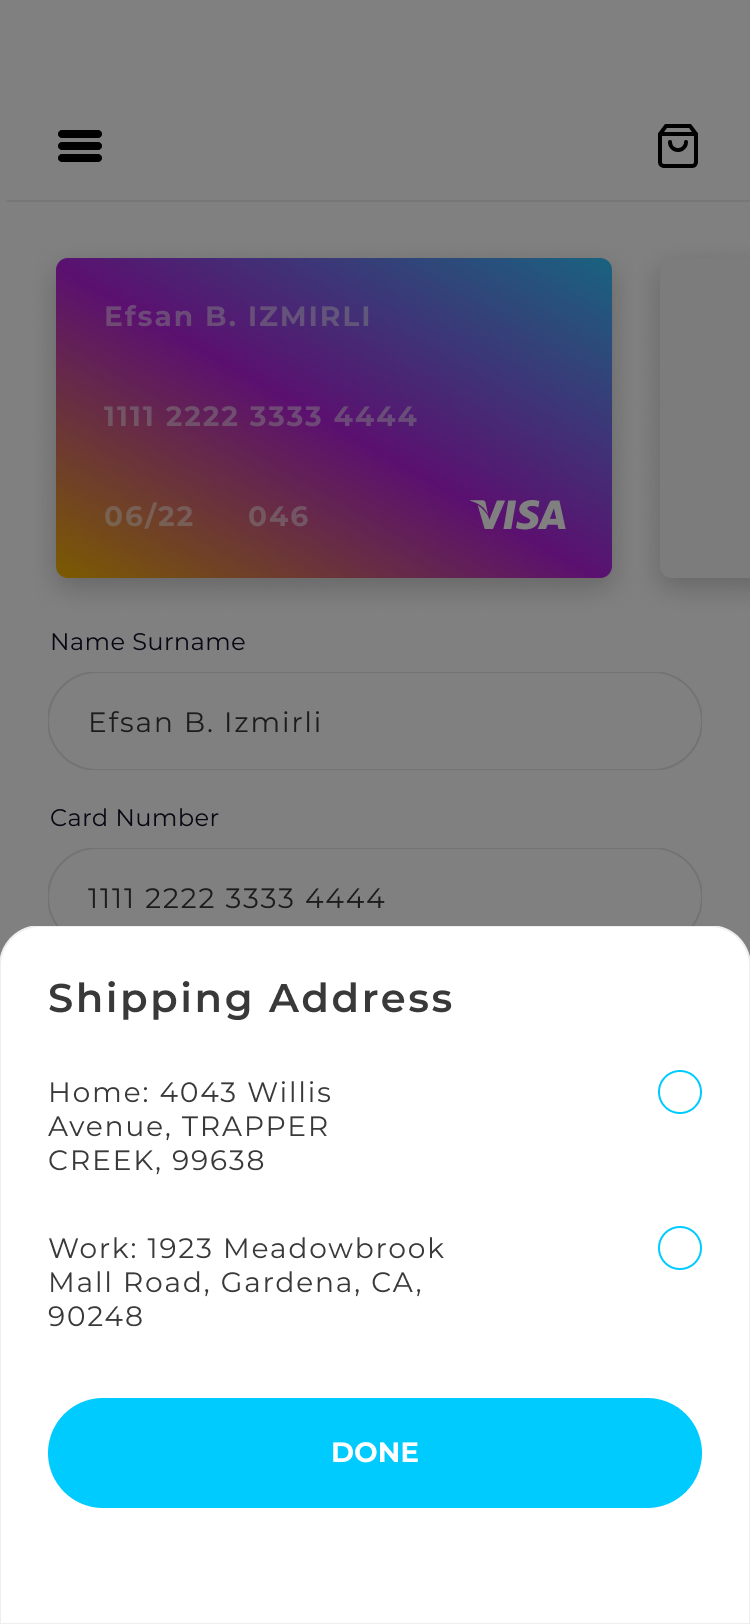 Efsan B. IZMIRLI
1111 2222 3333 4444
06/22 046
VISA
Name Surname
Efsan B. Izmirli
Card Number
1111 2222 3333 4444
Shipping Address
Home: 4043 Willis
Avenue, TRAPPER
CREEK, 99638
Work: 1923 Meadowbrook
Mall Road, Gardena, CA,
90248
DONE